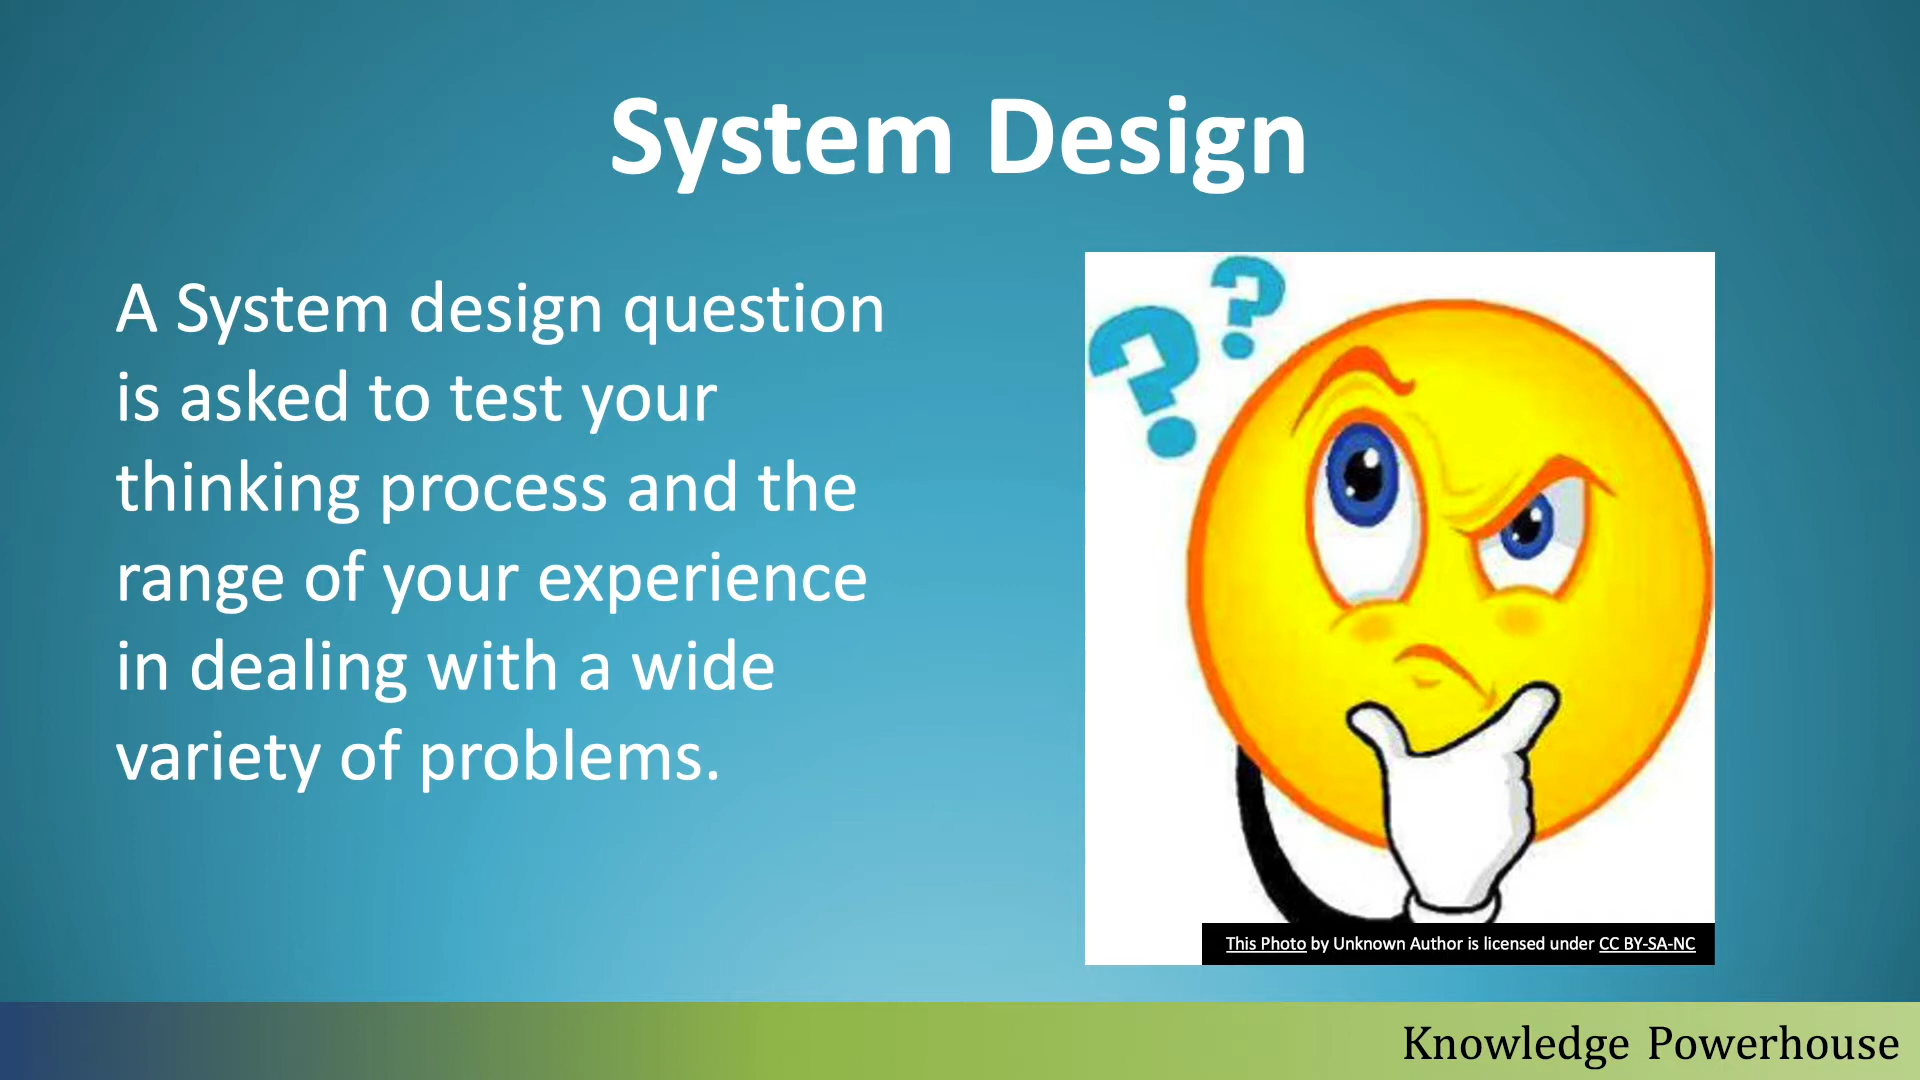 System Design
A System design question
is asked to test your
thinking process and the
range of your experience
in dealing with a wide
variety of problems.
? ?
This Photo by Unknown Author is licensed under CC BY-SA-NC
Knowledge Powerhouse